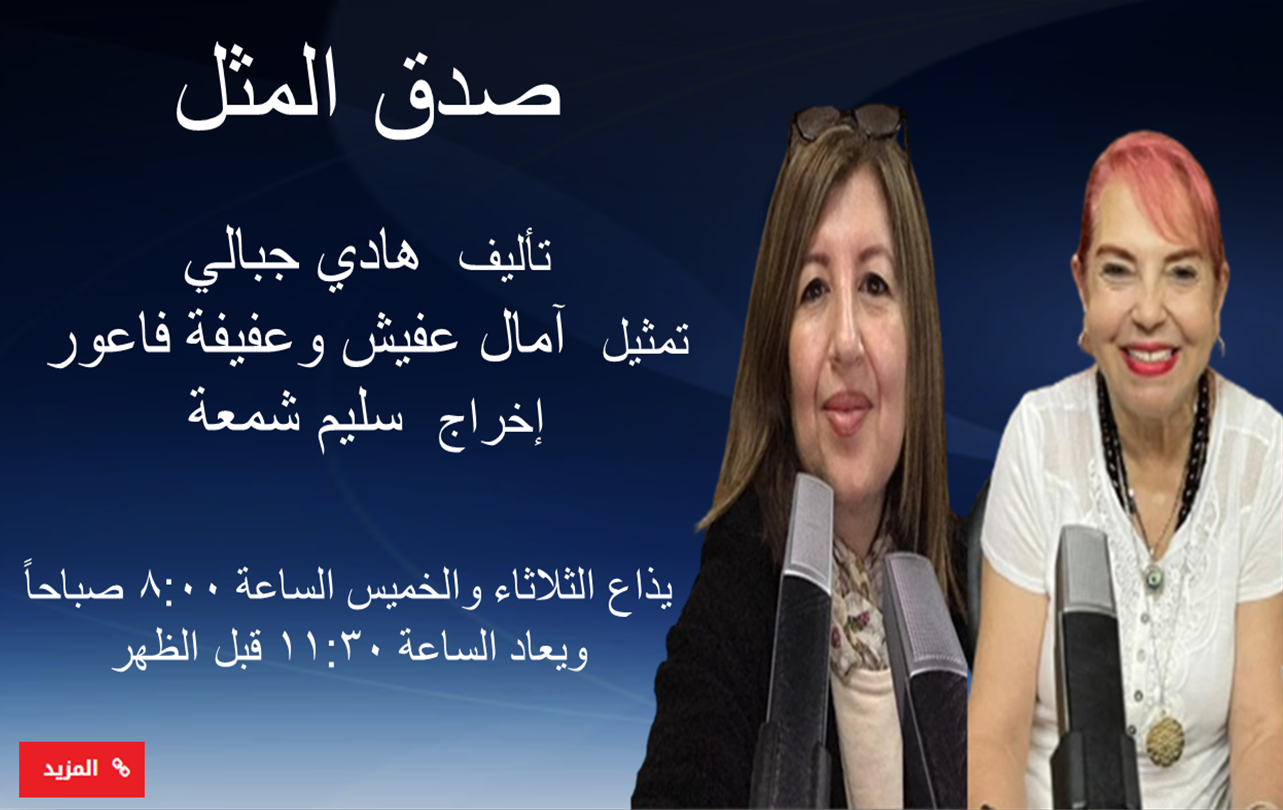 صدق المثل
تأليف هادي جبالي
تمثيل آمال عفيش وعفيفة فاعور
إخراج سليم شمعة
يذاع الثلاثاء والخميس الساعة ٨:٠٠ صباحاً
ويعاد الساعة ١١:٣٠ قبل الظهر
المزيد